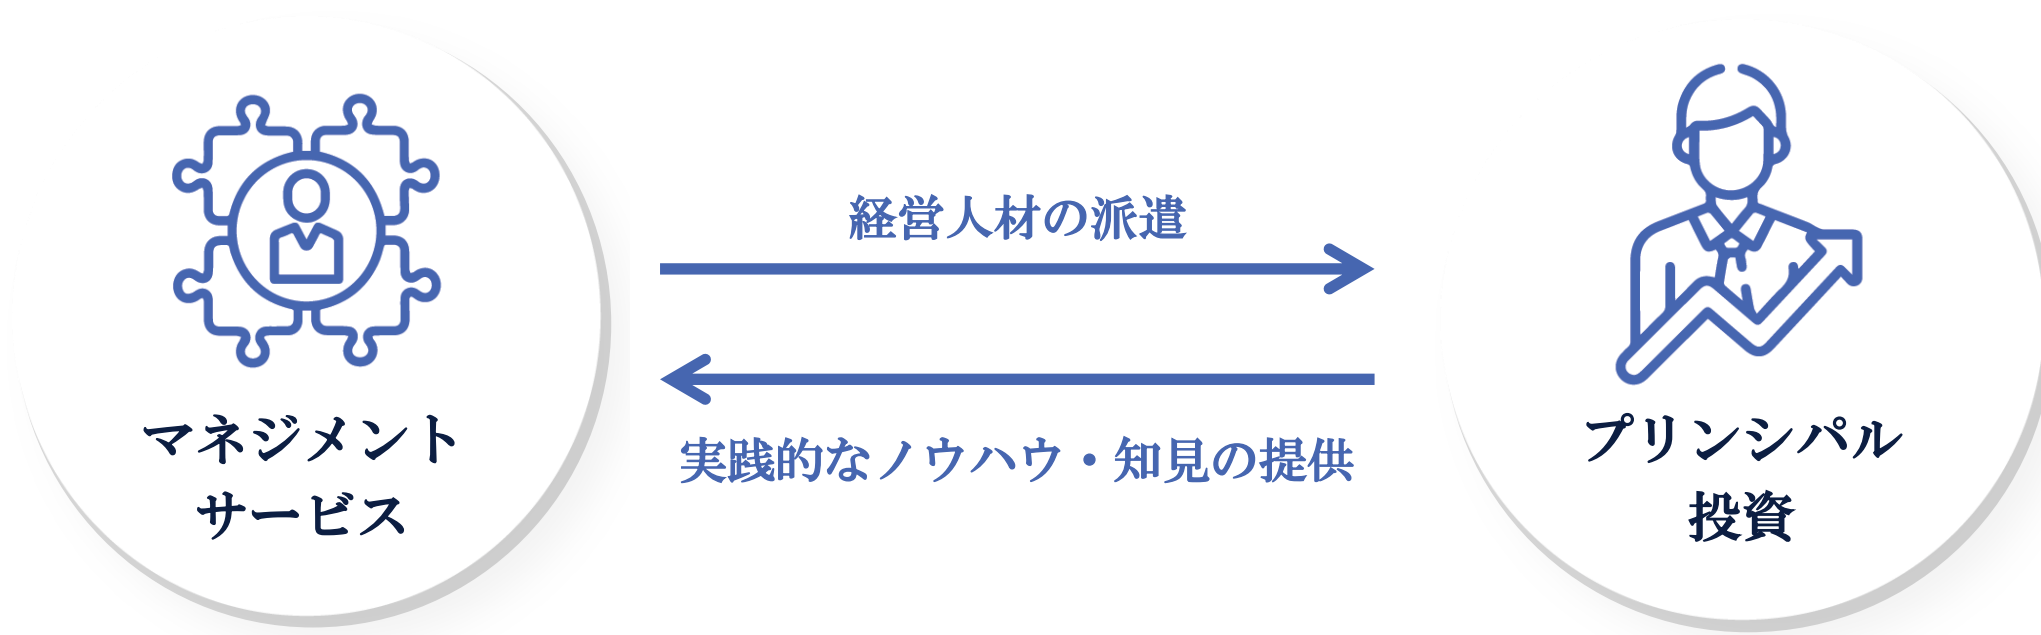 マネジメント
サービス
経営人材の派遣
実践的なノウハウ・知見の提供
プリンシパル
投資